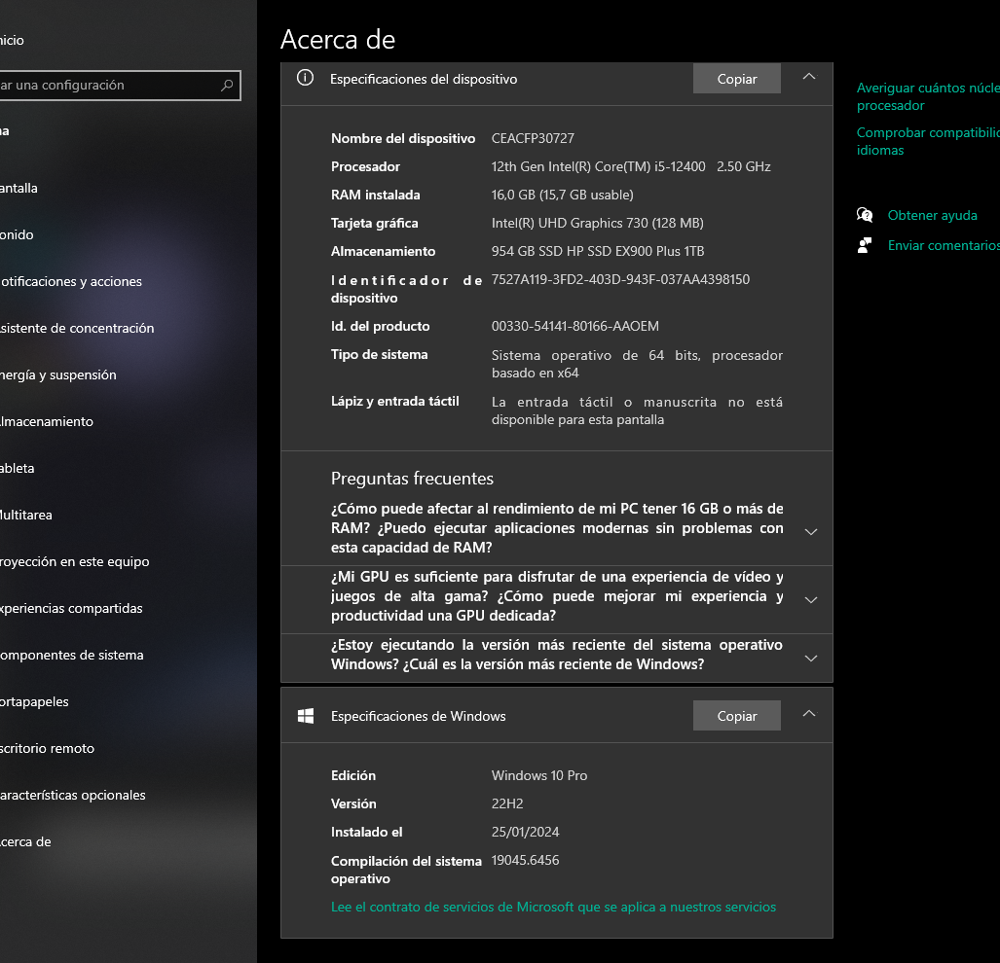 nicio
ar una configuración
na
antalla
onido
otificaciones y acciones
sistente de concentración
nergía y suspensión
lmacenamiento
ableta
Multitarea
royección en este equipo
xperiencias compartidas
omponentes de sistema
ortapapeles
scritorio remoto
aracterísticas opcionales
cerca de
Acerca de
Especificaciones del dispositivo
Copiar
Nombre del dispositivo CEACFP30727
Procesador 12th Gen Intel(R) Core(TM) i5-12400 2.50 GHz
RAM instalada 16,0 GB (15,7 GB usable)
Tarjeta gráfica Intel(R) UHD Graphics 730 (128 MB)
Almacenamiento 954 GB SSD HP SSD EX900 Plus 1TB
Identificador de 7527A119-3FD2-403D-943F-037AA4398150
dispositivo
Id. del producto 00330-54141-80166-AAOEM
Tipo de sistema Sistema operativo de 64 bits, procesador
basado en x64
Lápiz y entrada táctil La entrada táctil o manuscrita no está
disponible para esta pantalla
Preguntas frecuentes
¿Cómo puede afectar al rendimiento de mi PC tener 16 GB o más de
RAM? ¿Puedo ejecutar aplicaciones modernas sin problemas con
esta capacidad de RAM?
¿Mi GPU es suficiente para disfrutar de una experiencia de vídeo y
juegos de alta gama? ¿Cómo puede mejorar mi experiencia y
productividad una GPU dedicada?
¿Estoy ejecutando la versión más reciente del sistema operativo
Windows? ¿Cuál es la versión más reciente de Windows?
Especificaciones de Windows
Copiar
Edición Windows 10 Pro
Versión 22H2
Instalado el 25/01/2024
Compilación del sistema 19045.6456
operativo
Lee el contrato de servicios de Microsoft que se aplica a nuestros servicios
Averiguar cuántos núcle
procesador
Comprobar compatibilic
idiomas
Obtener ayuda
Enviar comentarios